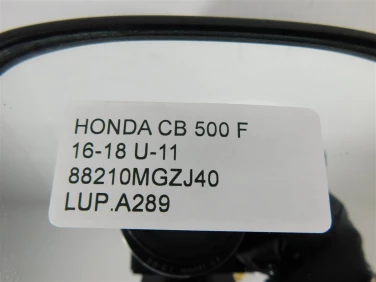 HONDA CB 500 F
16-18 U-11
88210MGZJ40
LUP.A289